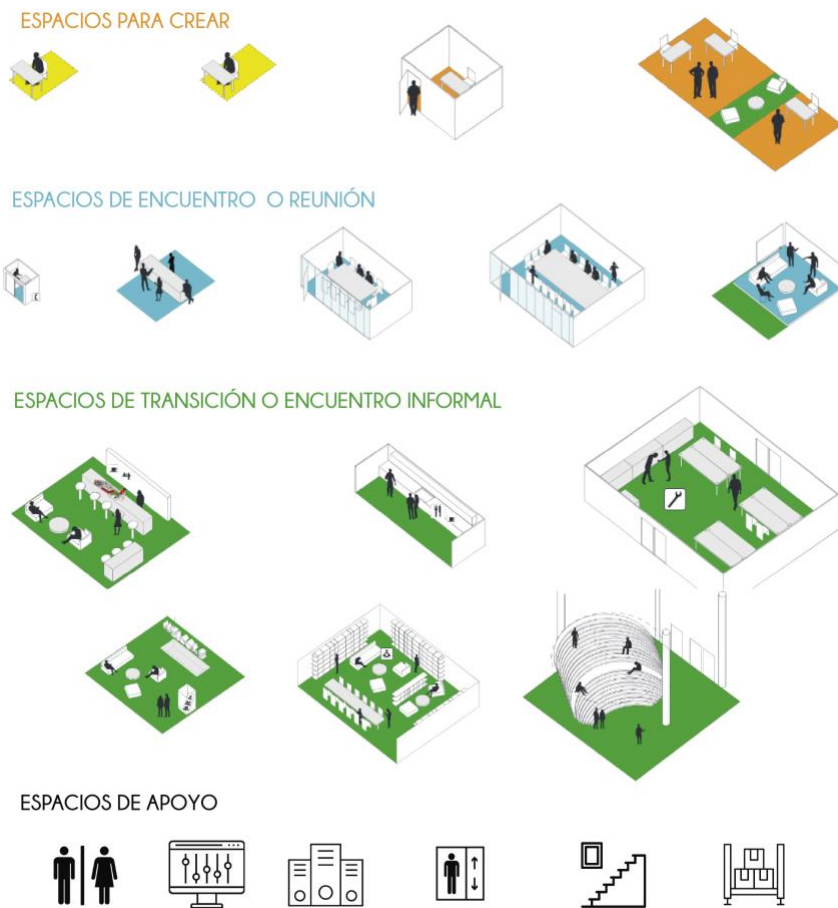 ESPACIOS PARA CREAR
ESPACIOS DE ENCUENTRO O REUNIÓN
ESPACIOS DE TRANSICIÓN O ENCUENTRO INFORMAL
ESPACIOS DE APOYO